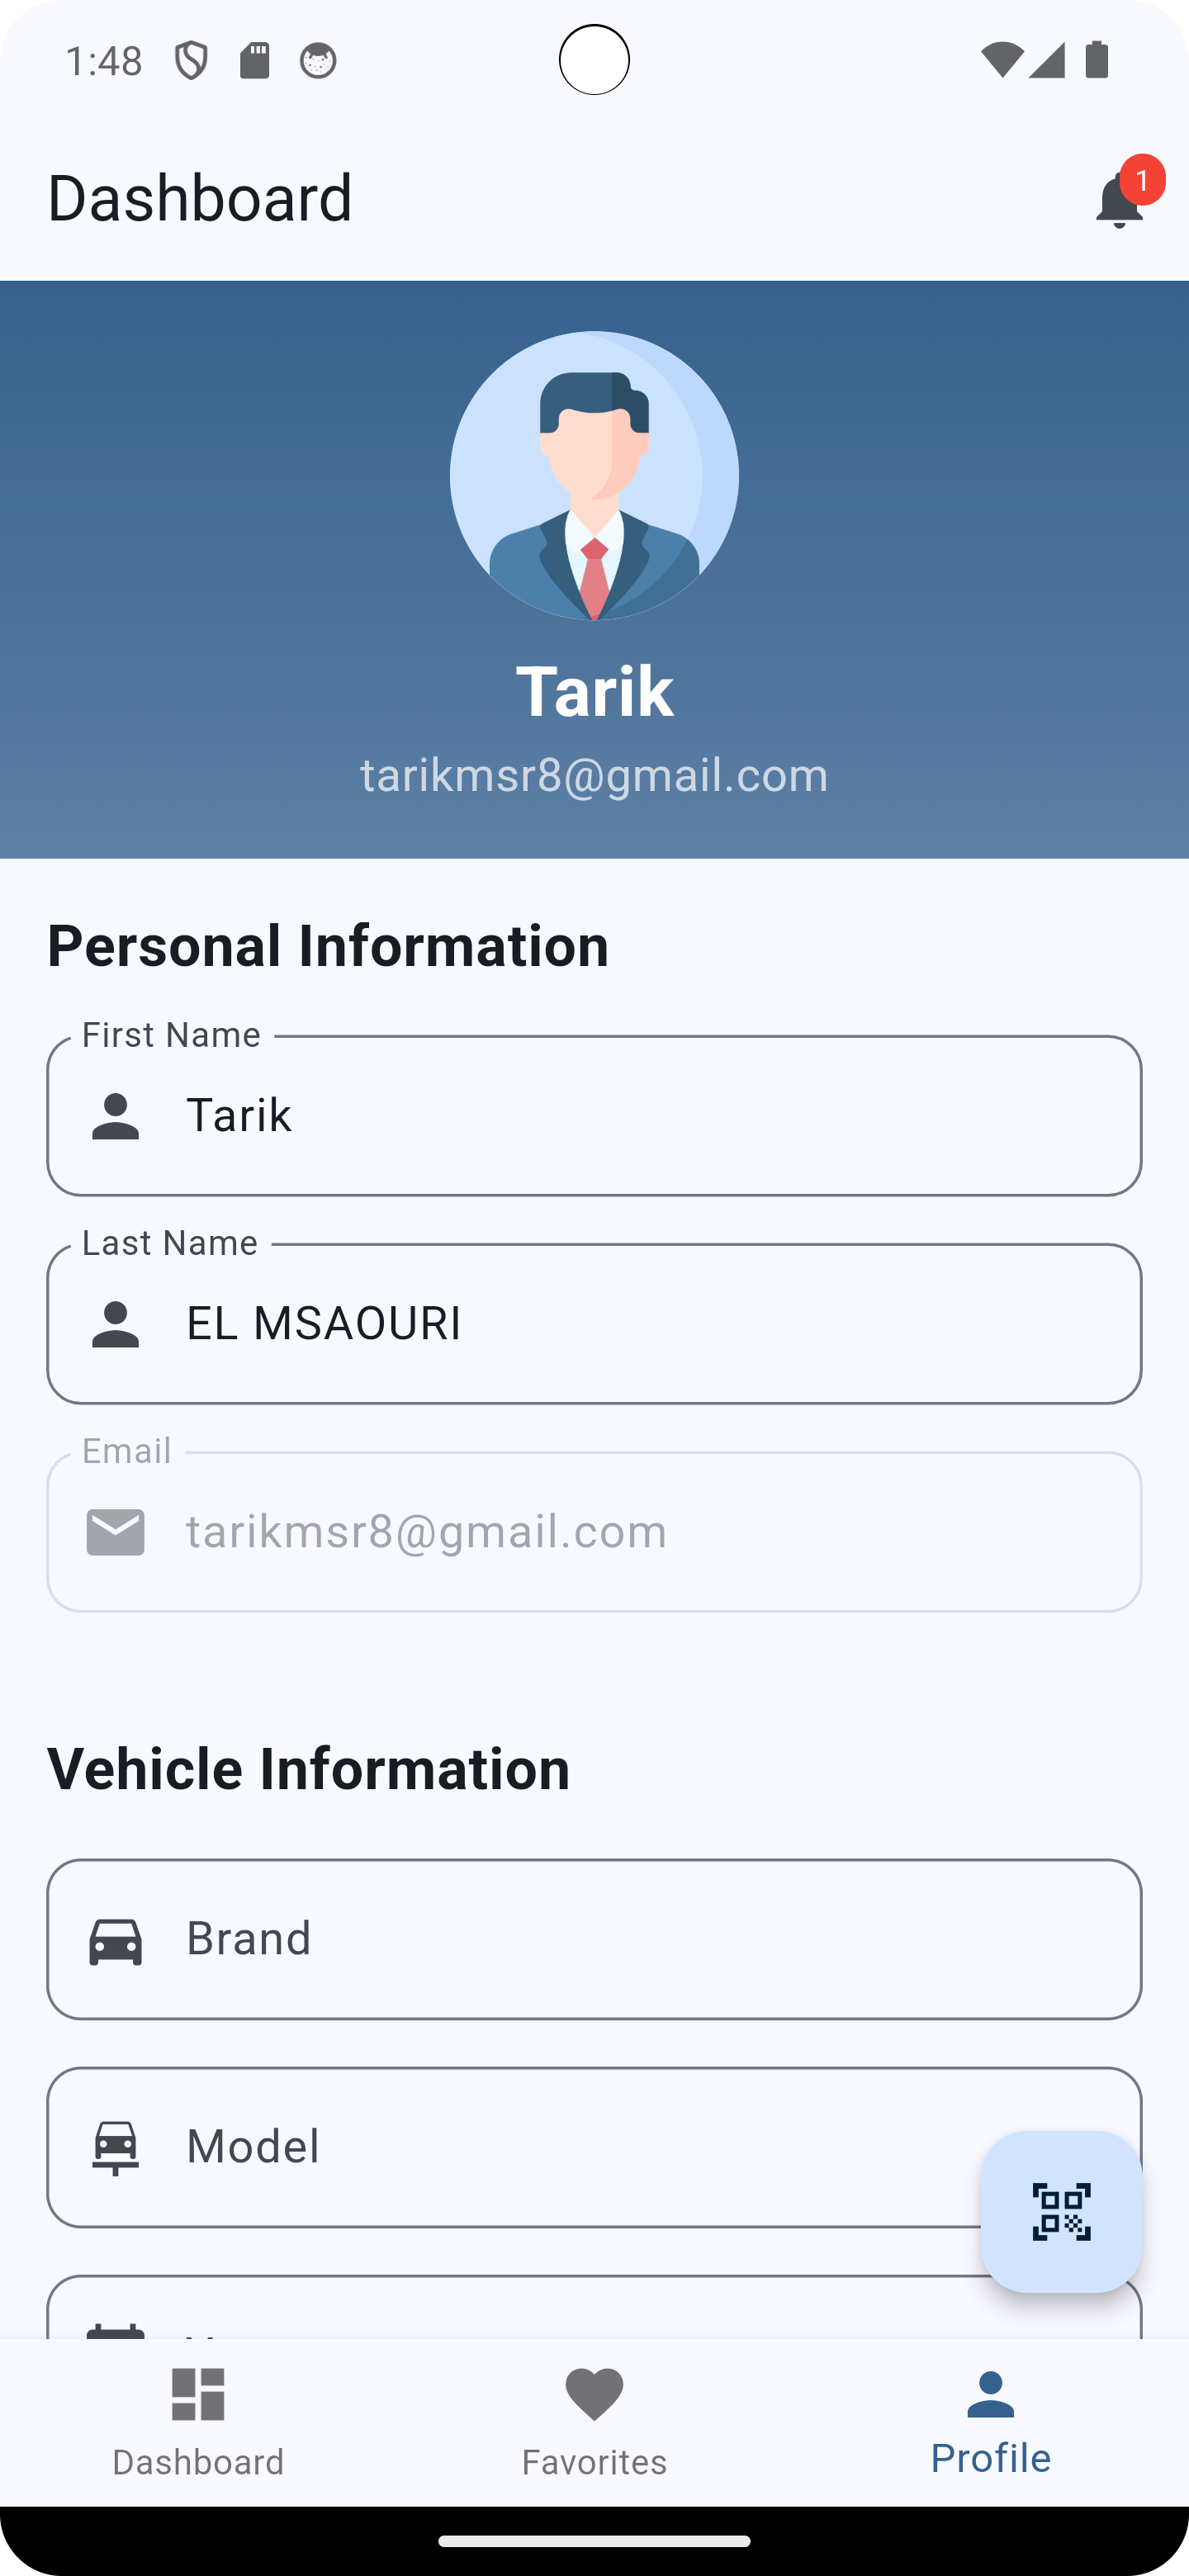 1:48
Dashboard
1
Tarik
tarikmsr8@gmail.com
Personal Information
First Name
Tarik
Last Name
EL MSAOURI
Email
tarikmsr8@gmail.com
Vehicle Information
Brand
Model
Dashboard
Favorites
Profile